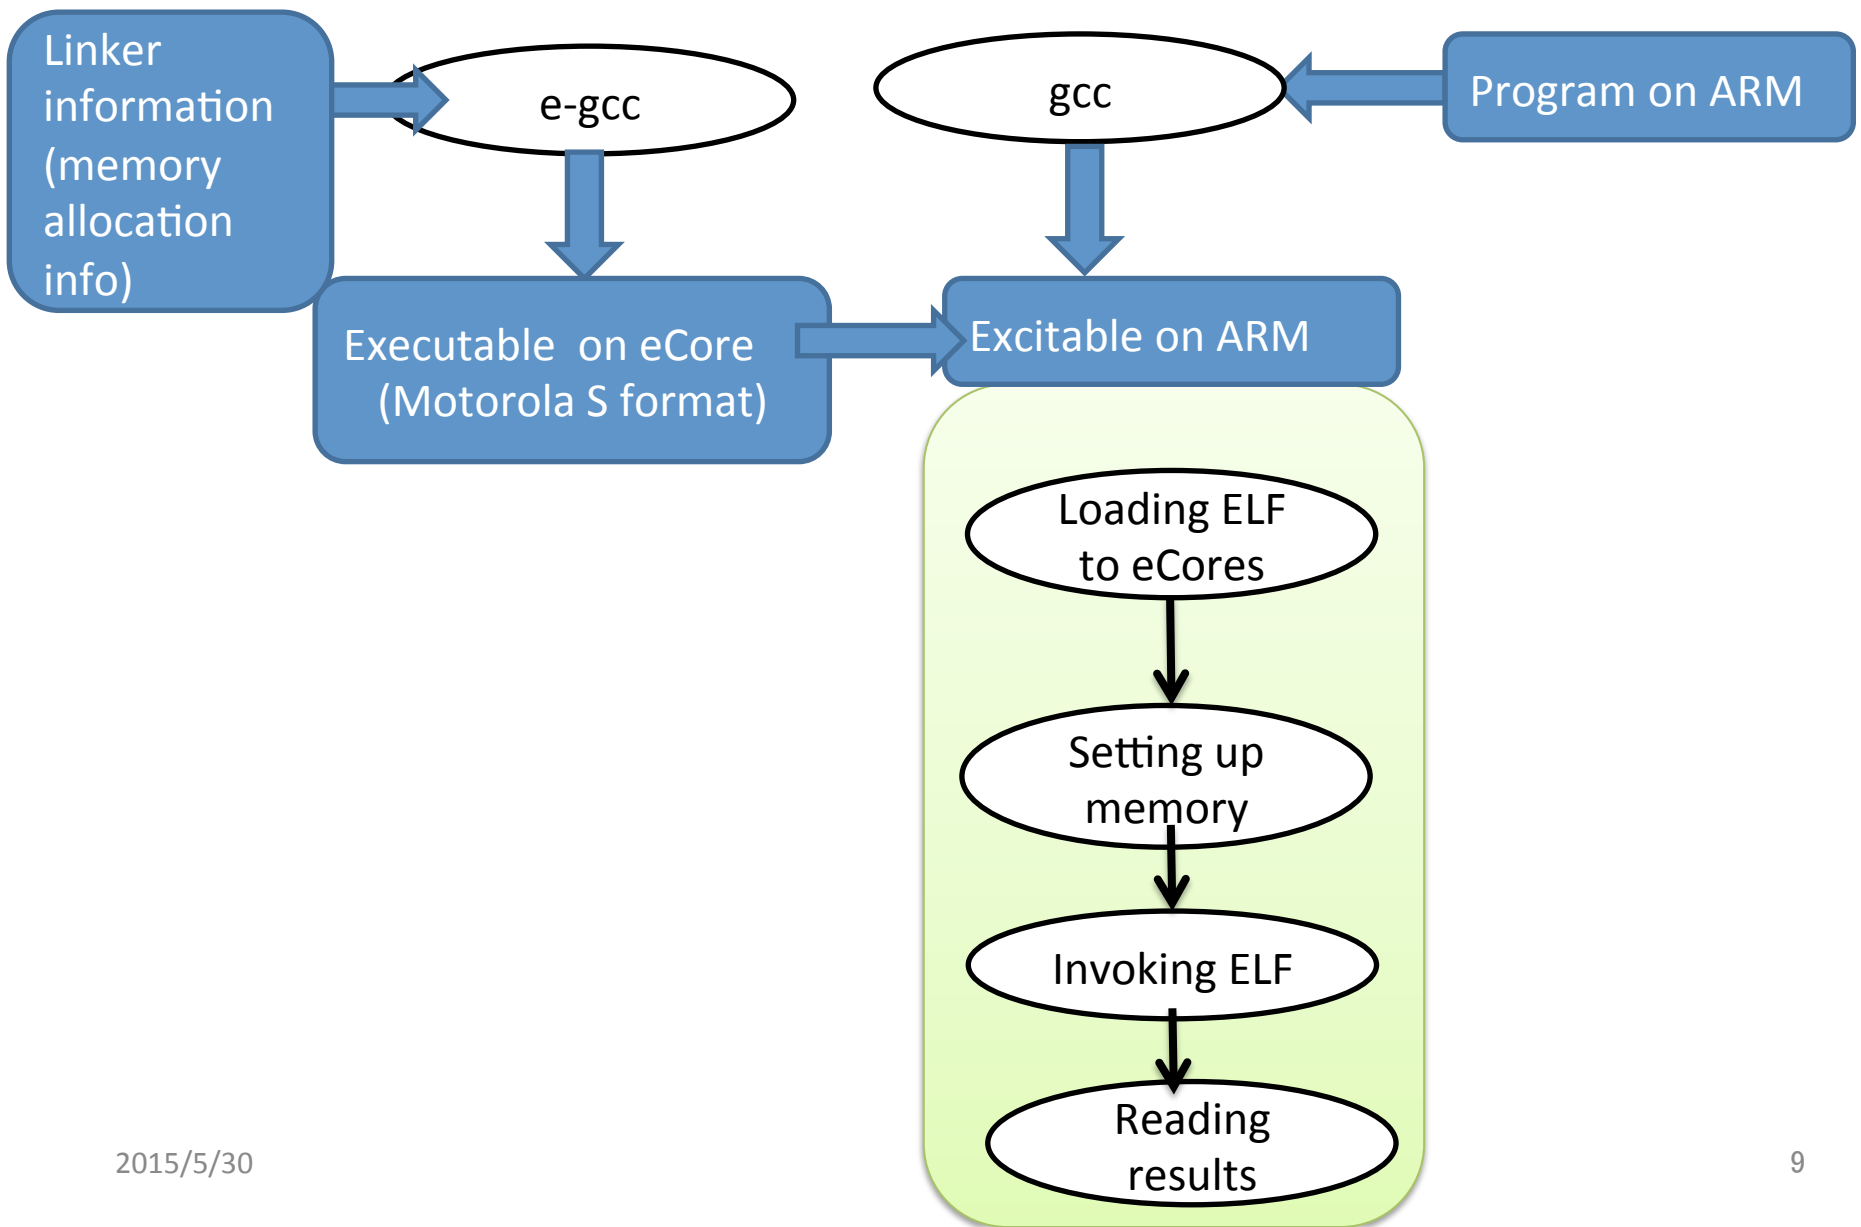 Linker
information
(memory
allocation
info)
e-gcc
gcc
Program on ARM
Executable on eCore
(Motorola S format)
Excitable on ARM
Loading ELF
to eCores
Setting up
memory
Invoking ELF
Reading
results
2015/5/30
9